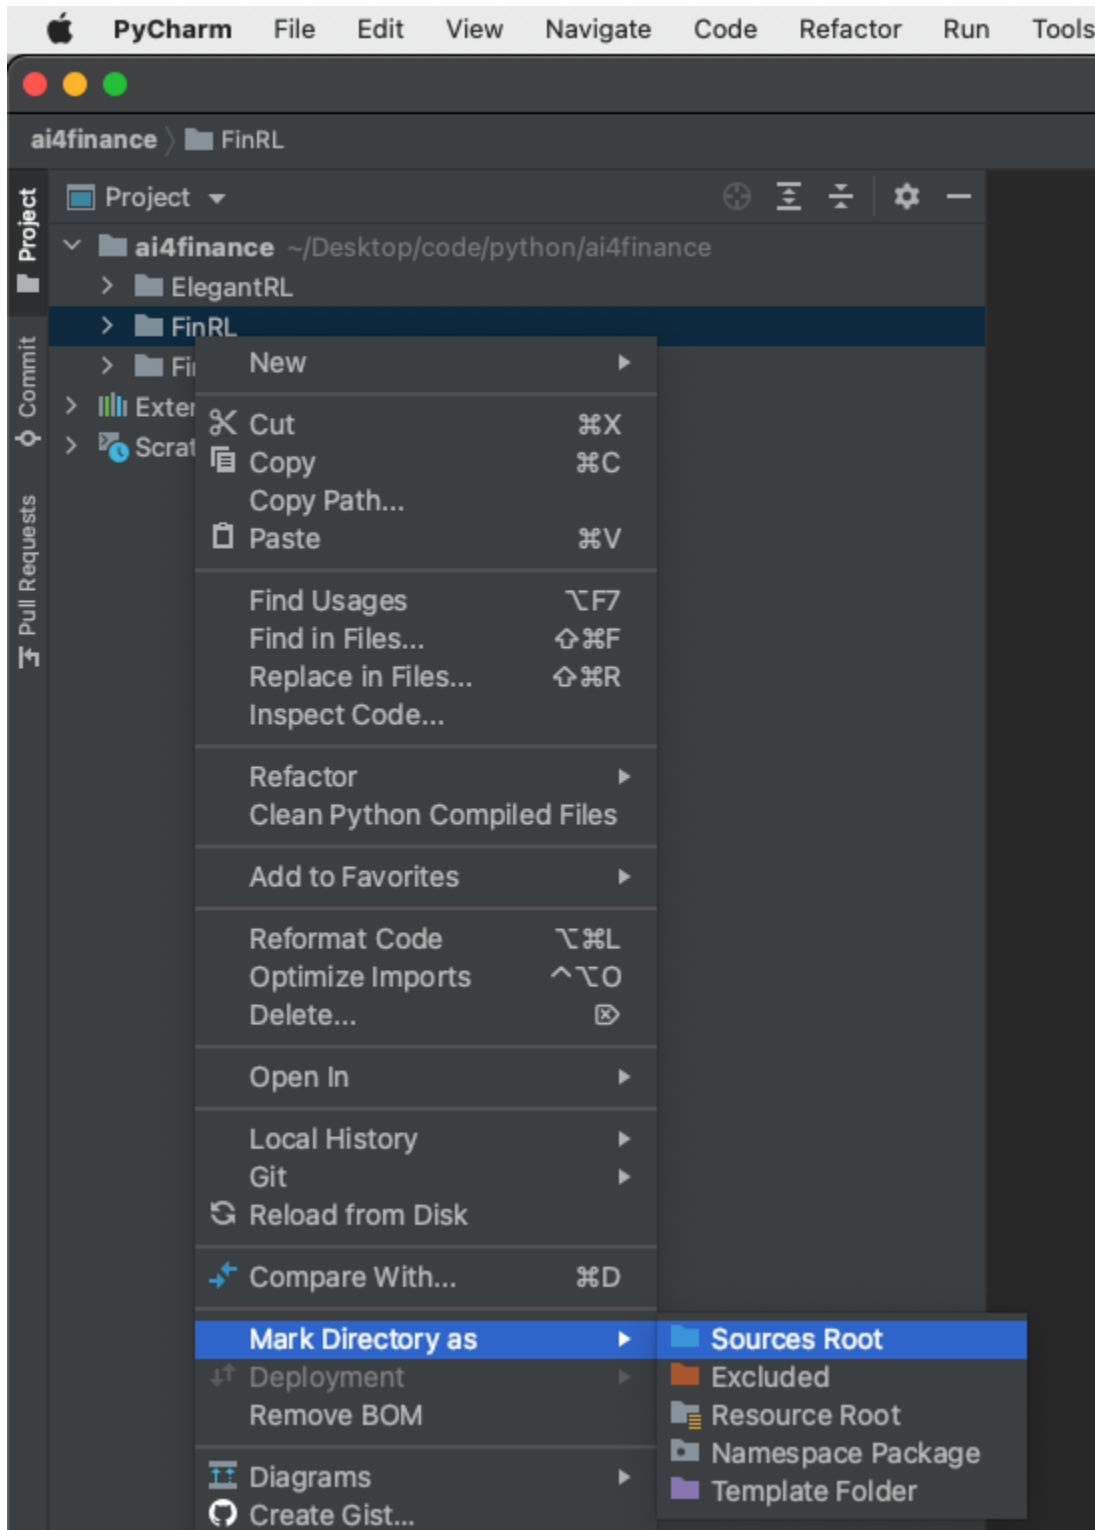 PyCharm File Edit View Navigate Code Refactor Run Tools
ai4finance FinRL
Project
Project
Commit
Pull Requests
ai4finance ~/Desktop/code/python/ai4finance
ElegantRL
FinRL
Fi
Exter
Scrat
New
Cut ⌘X
Copy ⌘C
Copy Path...
Paste ⌘V
Find Usages ⌥F7
Find in Files... ⇧⌘F
Replace in Files... ⇧⌘R
Inspect Code...
Refactor
Clean Python Compiled Files
Add to Favorites
Reformat Code ⌥⌘L
Optimize Imports ^⌥O
Delete... ⌦
Open In
Local History
Git
Reload from Disk
Compare With... ⌘D
Mark Directory as
Deployment
Remove BOM
Diagrams
Create Gist...
Sources Root
Excluded
Resource Root
Namespace Package
Template Folder